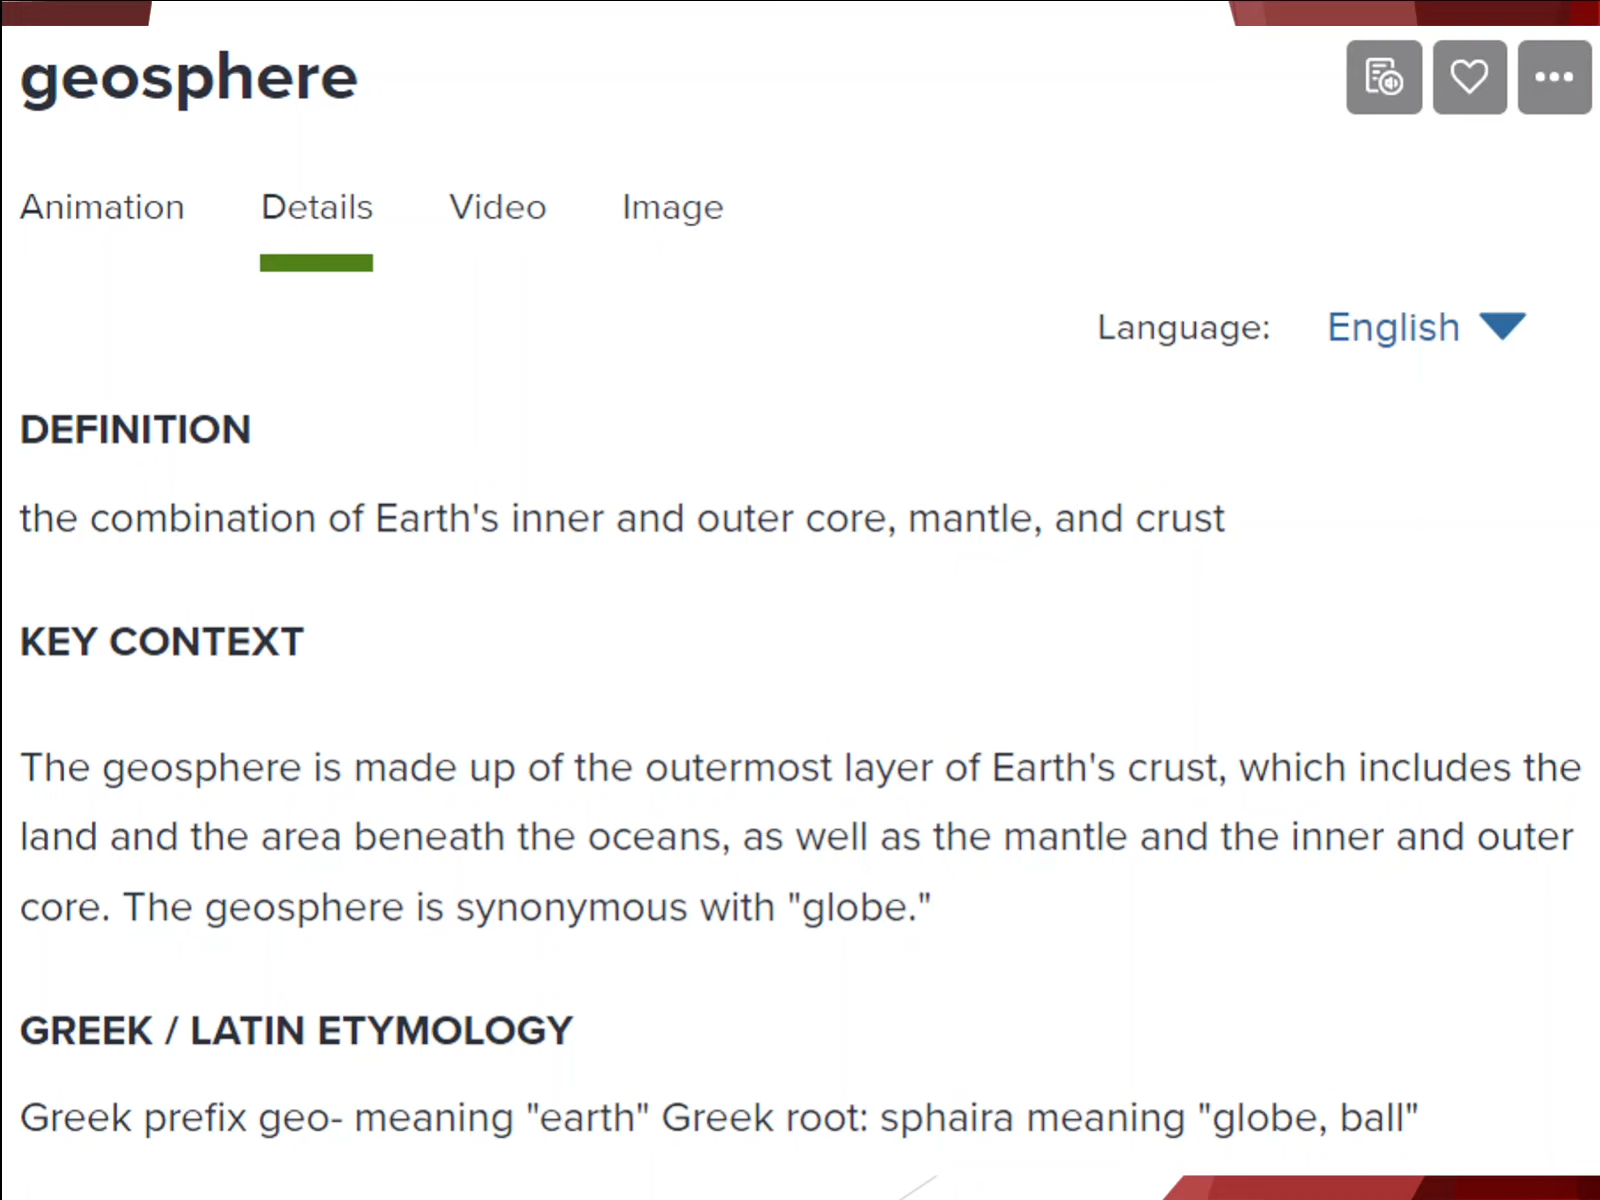 geosphere
Animation Details Video Image
Language: English
DEFINITION
the combination of Earth's inner and outer core, mantle, and crust
KEY CONTEXT
The geosphere is made up of the outermost layer of Earth's crust, which includes the
land and the area beneath the oceans, as well as the mantle and the inner and outer
core. The geosphere is synonymous with "globe."
GREEK / LATIN ETYMOLOGY
Greek prefix geo- meaning "earth" Greek root: sphaira meaning "globe, ball"